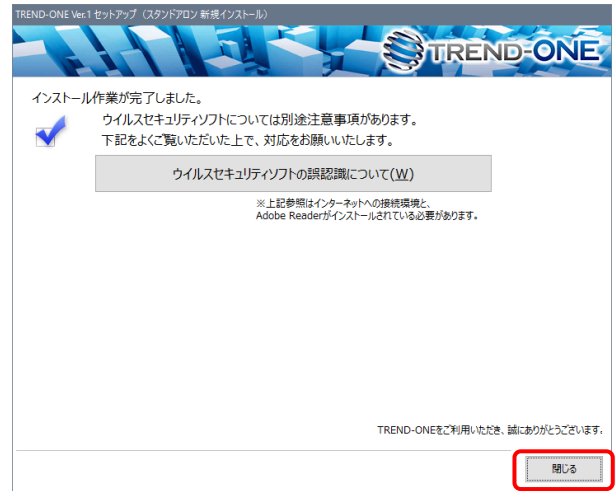 TREND-ONE Ver.1 セットアップ（スタンドアロン 新規インストール）
TREND-ONE
インストール作業が完了しました。
ウイルスセキュリティソフトについては別途注意事項があります。
下記をよくご覧いただいた上で、対応をお願いいたします。
ウイルスセキュリティソフトの誤認識について(W)
※上記参照はインターネットへの接続環境と、
Adobe Readerがインストールされている必要があります。
TREND-ONEをご利用いただき、誠にありがとうございます。
閉じる